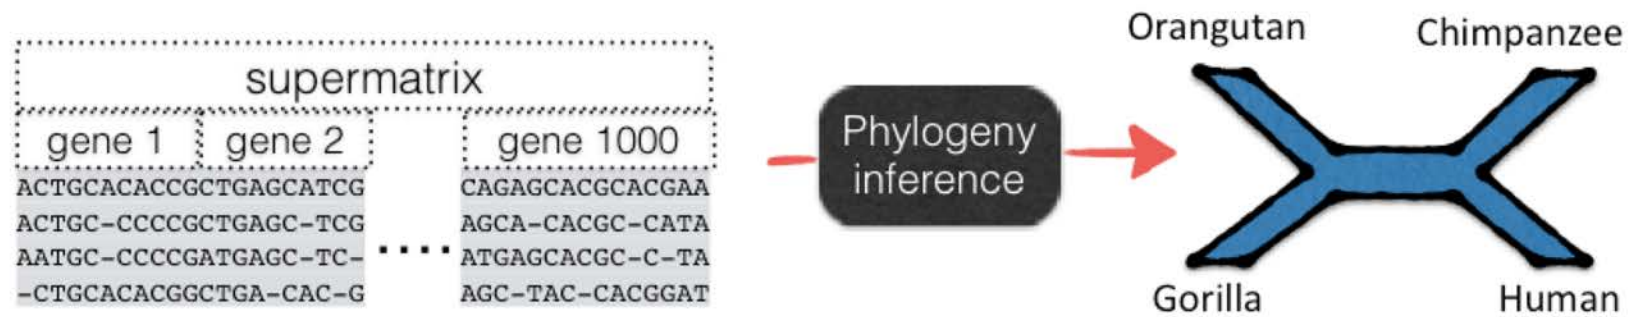 supermatrix
gene 1 gene 2 gene 1000
ACTGCACACCGCTGAGCATCG CAGAGCACGCACGAA
ACTGC-CCCCGCTGAGC-TCG AGCA-CACGC-CATA
AATGC-CCCCGATGAGC-TC- .... ATGAGCACGC-C-TA
-CTGCACACGGCTGA-CAC-G AGC-TAC-CACGGAT
Phylogeny
inference
Orangutan Chimpanzee
Gorilla Human